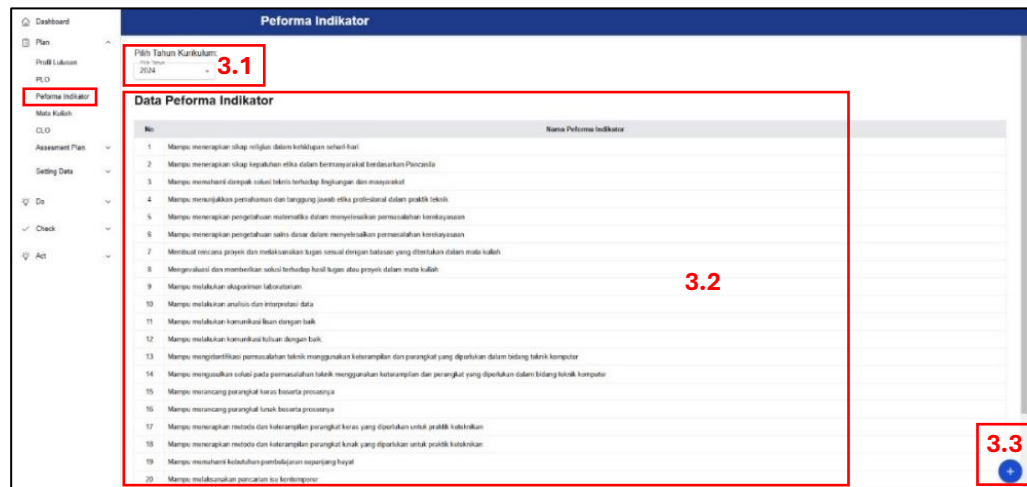 Dashboard
Peforma Indikator
Plan
Profil Lulusan
PLO
Peforma Indikator
Mata Kuliah
CLO
Assesment Plan
Setting Data
Do
Check
Act
Pilih Tahun Kurikulum:
Pilih Tahun
2024
3.1
Data Peforma Indikator
No
Nama Peforma Indikator
1 Mampu menerapkan sikap religius dalam kehidupan sehari-hari
2 Mampu menerapkan sikap kepatuhan etika dalam bermasyarakat berdasarkan Pancasila
3 Mampu memahami dampak solusi teknis terhadap lingkungan dan masyarakat
4 Mampu menunjukkan pemahaman dan tanggung jawab etika profesional dalam praktik teknik
5 Mampu menerapkan pengetahuan matematika dalam menyelesaikan permasalahan kerekayasaan
6 Mampu menerapkan pengetahuan sains dasar dalam menyelesaikan permasalahan kerekayasaan
7 Membuat rencana proyek dan melaksanakan tugas sesuai dengan batasan yang ditentukan dalam mata kuliah
8 Mengevaluasi dan memberikan solusi terhadap hasil tugas atau proyek dalam mata kuliah
3.2
9 Mampu melakukan eksperimen laboratorium
10 Mampu melakukan analisis dan interpretasi data
11 Mampu melakukan komunikasi lisan dengan baik
12 Mampu melakukan komunikasi tulisan dengan baik
13 Mampu mengidentifikasi permasalahan teknik menggunakan keterampilan dan perangkat yang diperlukan dalam bidang teknik komputer
14 Mampu mengusulkan solusi pada permasalahan teknik menggunakan keterampilan dan perangkat yang diperlukan dalam bidang teknik komputer
15 Mampu merancang perangkat keras beserta prosesnya
16 Mampu merancang perangkat lunak beserta prosesnya
17 Mampu menerapkan metode dan keterampilan perangkat keras yang diperlukan untuk praktik keteknikan
18 Mampu menerapkan metode dan keterampilan perangkat lunak yang diperlukan untuk praktik keteknikan
19 Mampu memahami kebutuhan pembelajaran sepanjang hayat
20 Mampu melaksanakan pencarian isu kontemporer
3.3
+